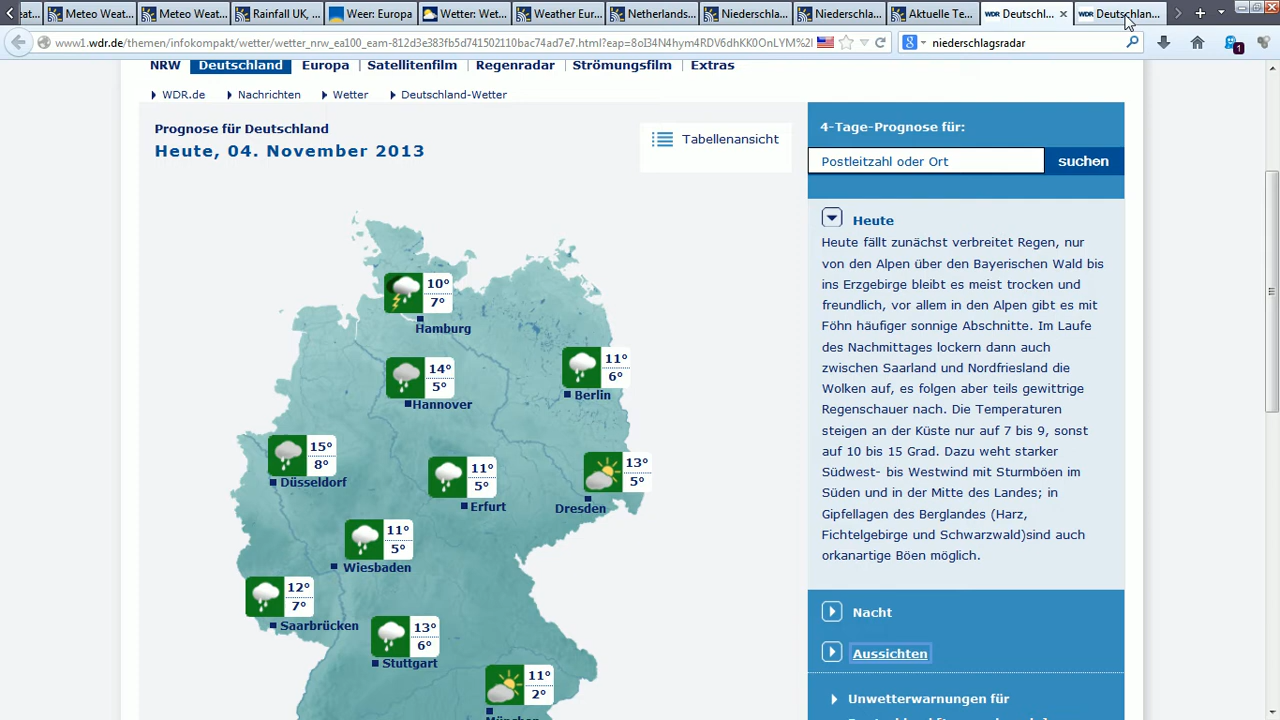 eat...
Meteo Weat...
Meteo Weat...
Rainfall UK, ...
Weer: Europa
Wetter: Wet...
Weather Eur...
Netherlands...
Niederschla...
Niederschla...
Aktuelle Te...
WDR Deutschl...
WDR Deutschlan...
www1.wdr.de/themen/infokompakt/wetter/wetter_nrw_ea100_eam-812d3e383fb5d741502110bac74ad7e7.html?eap=8oI34N4hym4RDV6dhKK0OnLYM%2
niederschlagsradar
1
NRW
Deutschland
Europa
Satellitenfilm
Regenradar
Strömungsfilm
Extras
WDR.de
Nachrichten
Wetter
Deutschland-Wetter
Prognose für Deutschland
Heute, 04. November 2013
Tabellenansicht
10°
7°
Hamburg
14°
5°
Hannover
11°
6°
Berlin
15°
8°
Düsseldorf
11°
5°
Erfurt
13°
5°
Dresden
11°
5°
Wiesbaden
12°
7°
Saarbrücken
13°
6°
Stuttgart
11°
2°
München
4-Tage-Prognose für:
Postleitzahl oder Ort
suchen
Heute
Heute fällt zunächst verbreitet Regen, nur
von den Alpen über den Bayerischen Wald bis
ins Erzgebirge bleibt es meist trocken und
freundlich, vor allem in den Alpen gibt es mit
Föhn häufiger sonnige Abschnitte. Im Laufe
des Nachmittages lockern dann auch
zwischen Saarland und Nordfriesland die
Wolken auf, es folgen aber teils gewittrige
Regenschauer nach. Die Temperaturen
steigen an der Küste nur auf 7 bis 9, sonst
auf 10 bis 15 Grad. Dazu weht starker
Südwest- bis Westwind mit Sturmböen im
Süden und in der Mitte des Landes; in
Gipfellagen des Berglandes (Harz,
Fichtelgebirge und Schwarzwald)sind auch
orkanartige Böen möglich.
Nacht
Aussichten
Unwetterwarnungen für